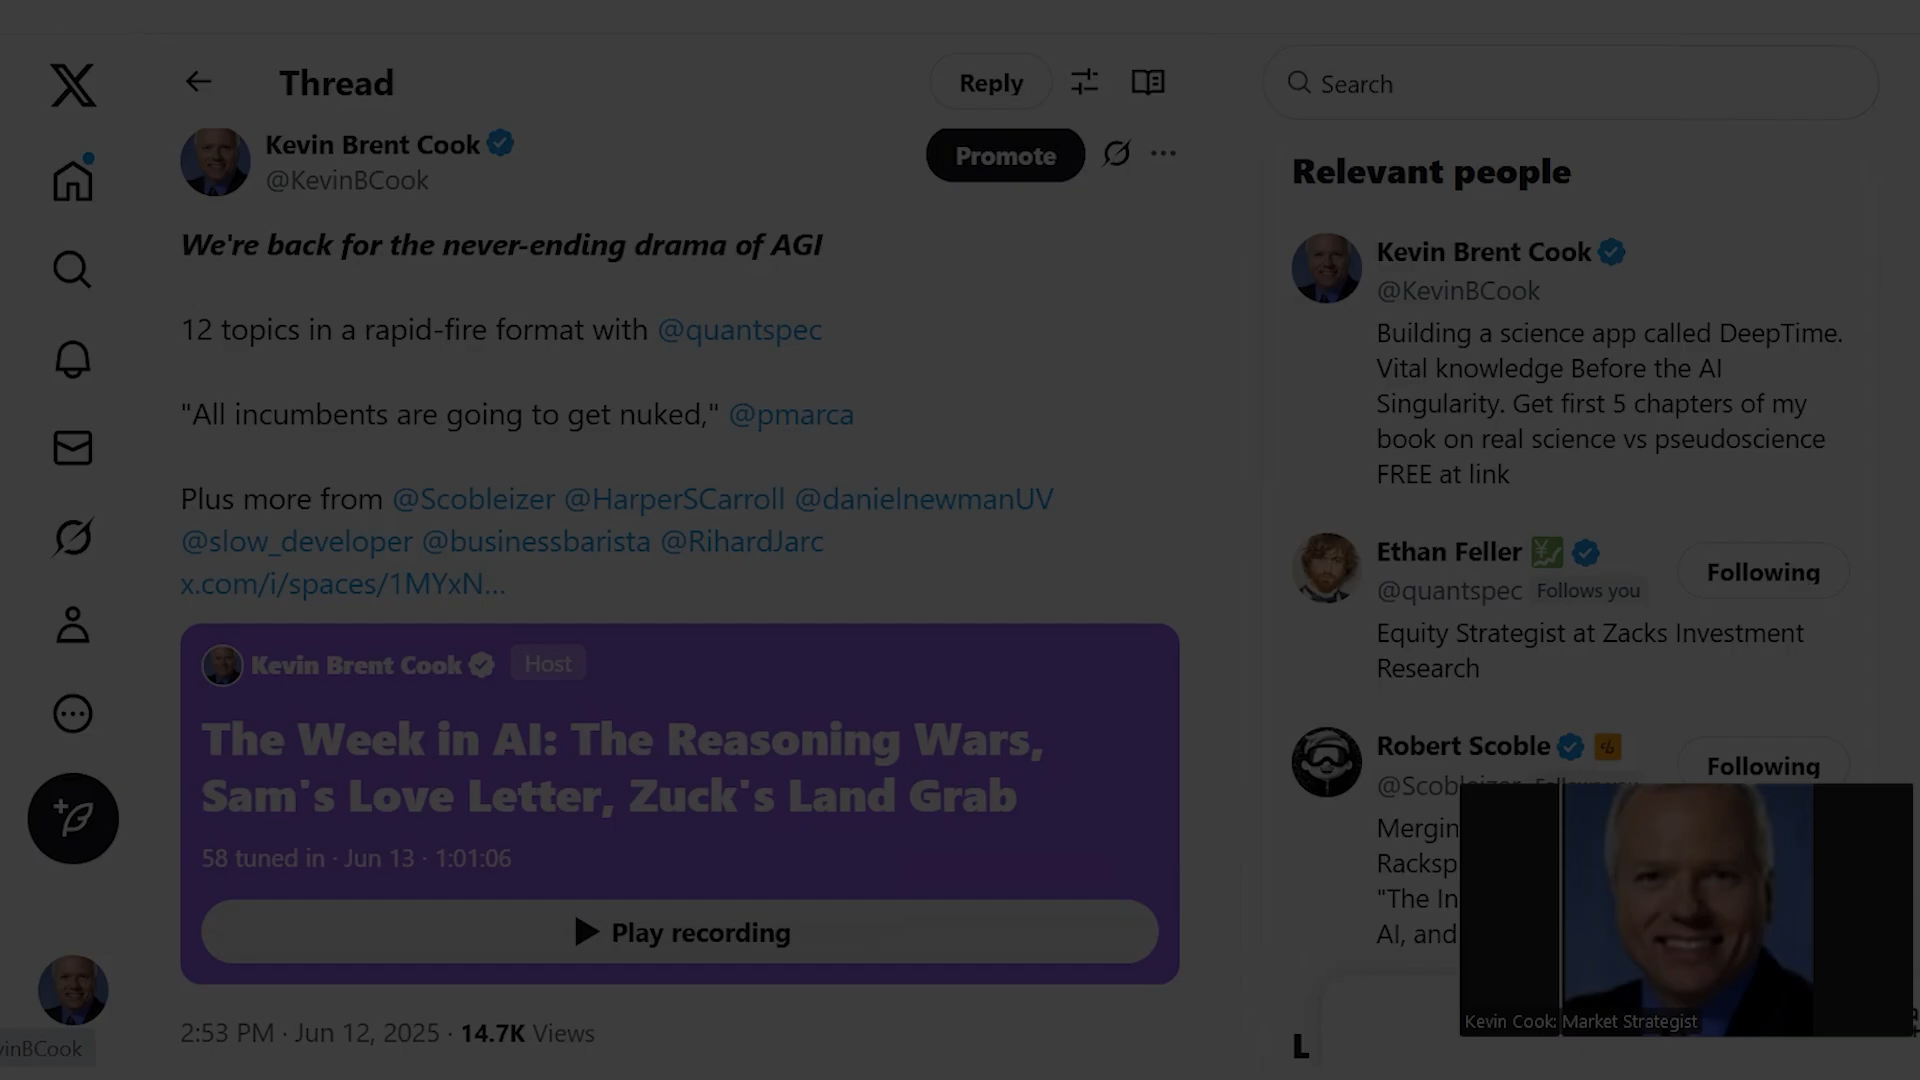 Thread
Reply
Search
Kevin Brent Cook
@KevinBCook
Promote
We're back for the never-ending drama of AGI
12 topics in a rapid-fire format with @quantspec
"All incumbents are going to get nuked," @pmarca
Plus more from @Scobleizer @HarperSCarroll @danielnewmanUV
@slow_developer @businessbarista @RihardJarc
x.com/i/spaces/1MYxN...
Kevin Brent Cook Host
The Week in AI: The Reasoning Wars,
Sam's Love Letter, Zuck's Land Grab
58 tuned in · Jun 13 · 1:01:06
Play recording
2:53 PM · Jun 12, 2025 · 14.7K Views
vinBCook
Relevant people
Kevin Brent Cook
@KevinBCook
Building a science app called DeepTime.
Vital knowledge Before the AI
Singularity. Get first 5 chapters of my
book on real science vs pseudoscience
FREE at link
Ethan Feller
@quantspec Follows you
Following
Equity Strategist at Zacks Investment
Research
Robert Scoble
Following
@Scobleizer Follows you
Mergin
Racksp
"The In
AI, and
L
Kevin Cook: Market Strategist